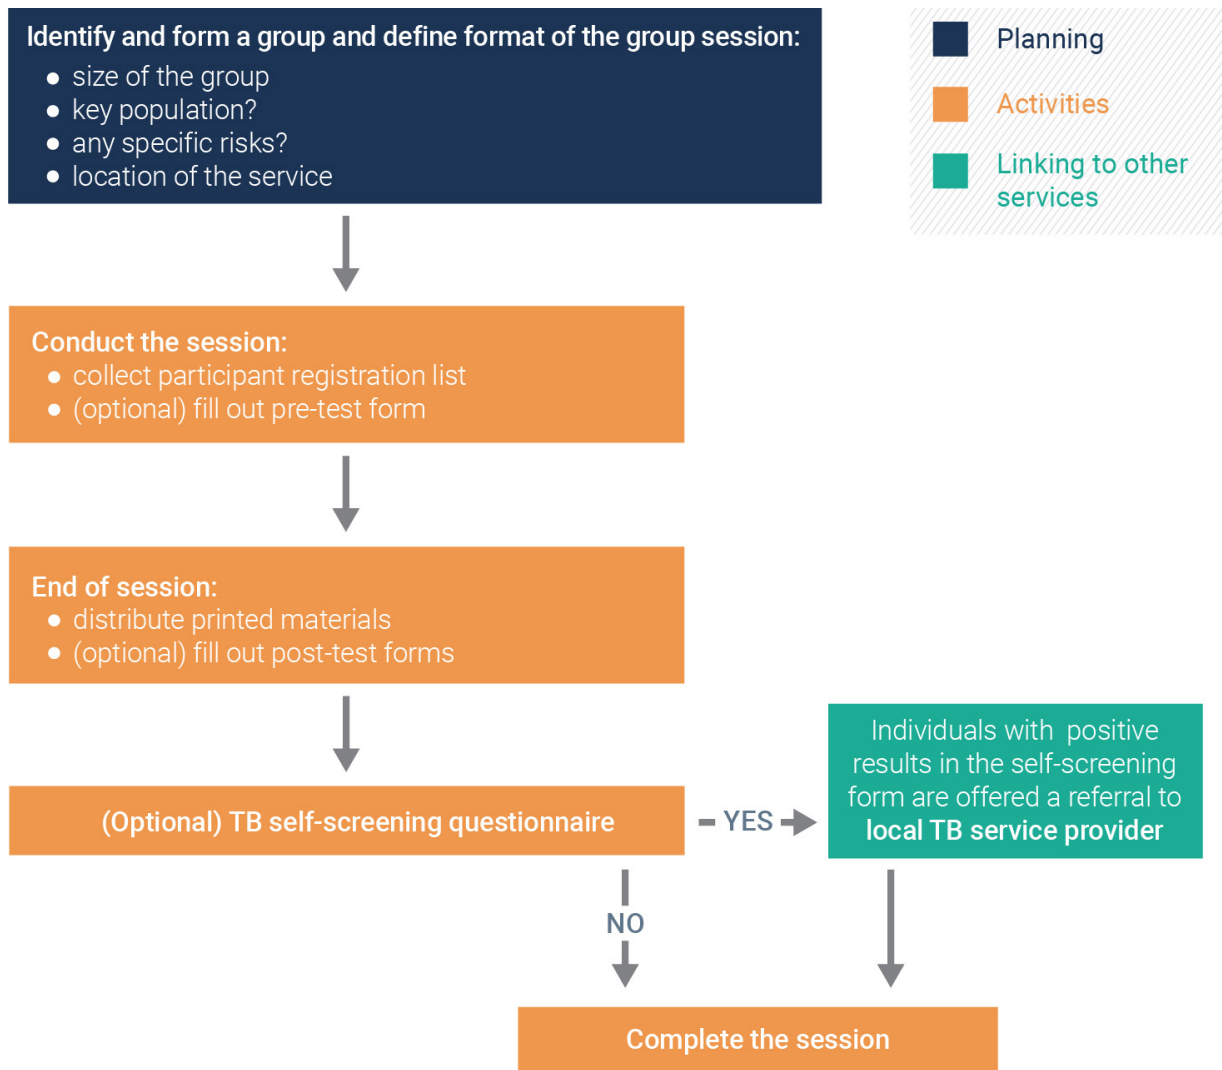 Identify and form a group and define format of the group session:
• size of the group
• key population?
• any specific risks?
• location of the service
Planning
Activities
Linking to other
services
Conduct the session:
• collect participant registration list
• (optional) fill out pre-test form
End of session:
• distribute printed materials
• (optional) fill out post-test forms
(Optional) TB self-screening questionnaire
YES
Individuals with positive
results in the self-screening
form are offered a referral to
local TB service provider
NO
Complete the session